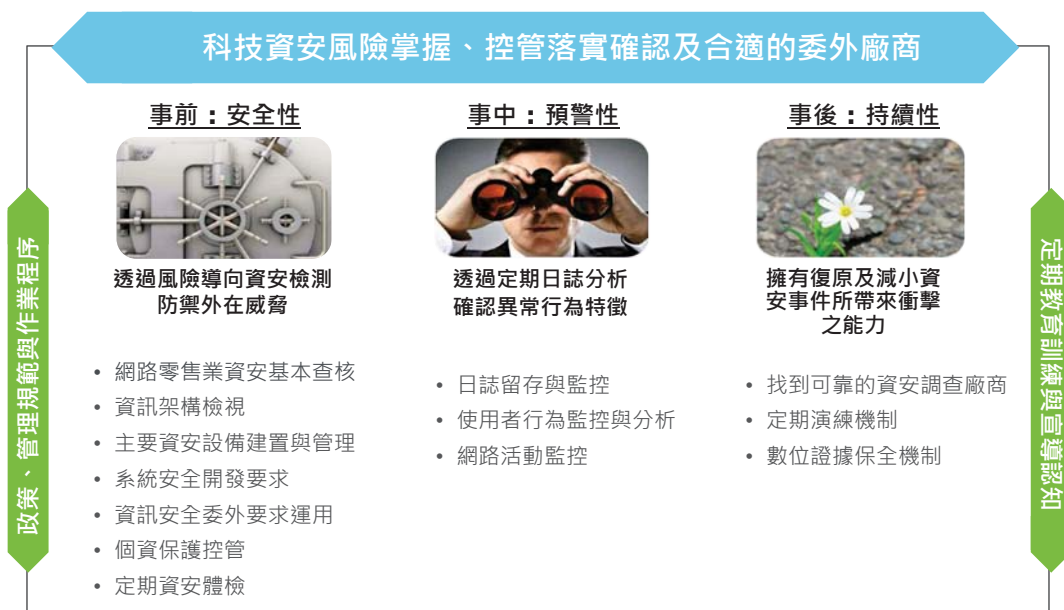 科技資安風險掌握、控管落實確認及合適的委外廠商
政策、管理規範與作業程序
事前：安全性
透過風險導向資安檢測
防禦外在威脅
• 網路零售業資安基本查核
• 資訊架構檢視
• 主要資安設備建置與管理
• 系統安全開發要求
• 資訊安全委外要求運用
• 個資保護控管
• 定期資安體檢
事中：預警性
透過定期日誌分析
確認異常行為特徵
• 日誌留存與監控
• 使用者行為監控與分析
• 網路活動監控
事後：持續性
擁有復原及減小資
安事件所帶來衝擊
之能力
• 找到可靠的資安調查廠商
• 定期演練機制
• 數位證據保全機制
定期教育訓練與宣導認知